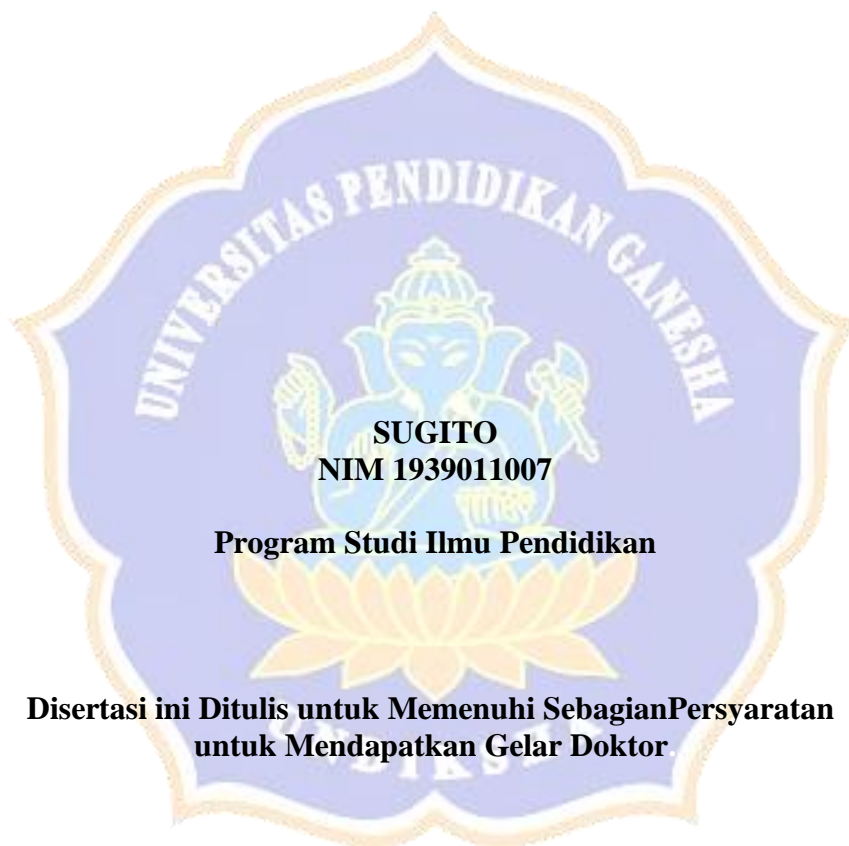 UNIVERSITAS PENDIDIKAN GANESHA
SUGITO
NIM 1939011007
Program Studi Ilmu Pendidikan
Disertasi ini Ditulis untuk Memenuhi SebagianPersyaratan
untuk Mendapatkan Gelar Doktor.
UNDIKSHA